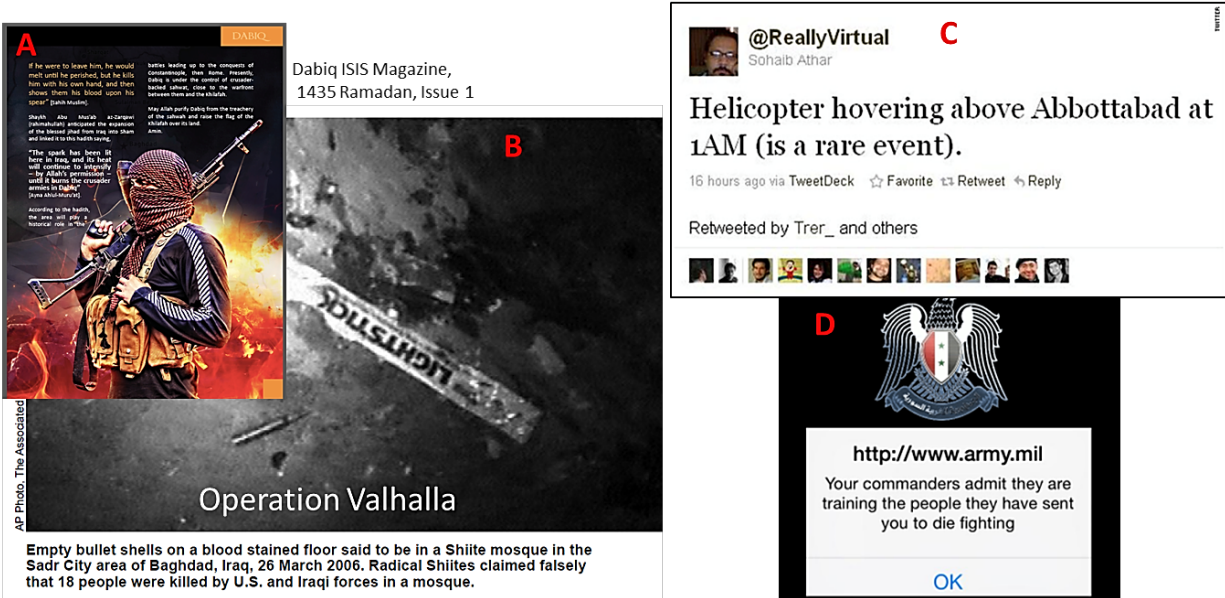 A
DABIQ
If he were to leave him, he would
melt until he perished, but he kills
him with his own hand, and then
shows them his blood upon his
spear" [Sahih Muslim].
Shaykh Abu Mus'ab az-Zarqawi
(rahimahullah) anticipated the expansion
of the blessed jihad from Iraq into Sham
and linked it to this hadith saying,
"The spark has been lit
here in Iraq, and its heat
will continue to intensify
– by Allah's permission –
until it burns the crusader
armies in Dabiq"
[Ayna Ahlul-Muru'at].
According to the hadith,
the area will play a
historical role in "the
battles leading up to the conquests of
Constantinople, then Rome. Presently,
Dabiq is under the control of crusader-
backed sahwat, close to the warfront
between them and the Khilafah.
May Allah purify Dabiq from the treachery
of the sahwah and raise the flag of the
Khilafah over its land.
Amin.
Dabiq ISIS Magazine,
1435 Ramadan, Issue 1
B
LIGHTSTICK
Operation Valhalla
AP Photo, The Associated
Empty bullet shells on a blood stained floor said to be in a Shiite mosque in the
Sadr City area of Baghdad, Iraq, 26 March 2006. Radical Shiites claimed falsely
that 18 people were killed by U.S. and Iraqi forces in a mosque.
C
TWITTER
@ReallyVirtual
Sohaib Athar
Helicopter hovering above Abbottabad at
1AM (is a rare event).
16 hours ago via TweetDeck Favorite Retweet Reply
Retweeted by Trer_ and others
D
http://www.army.mil
Your commanders admit they are
training the people they have sent
you to die fighting
OK